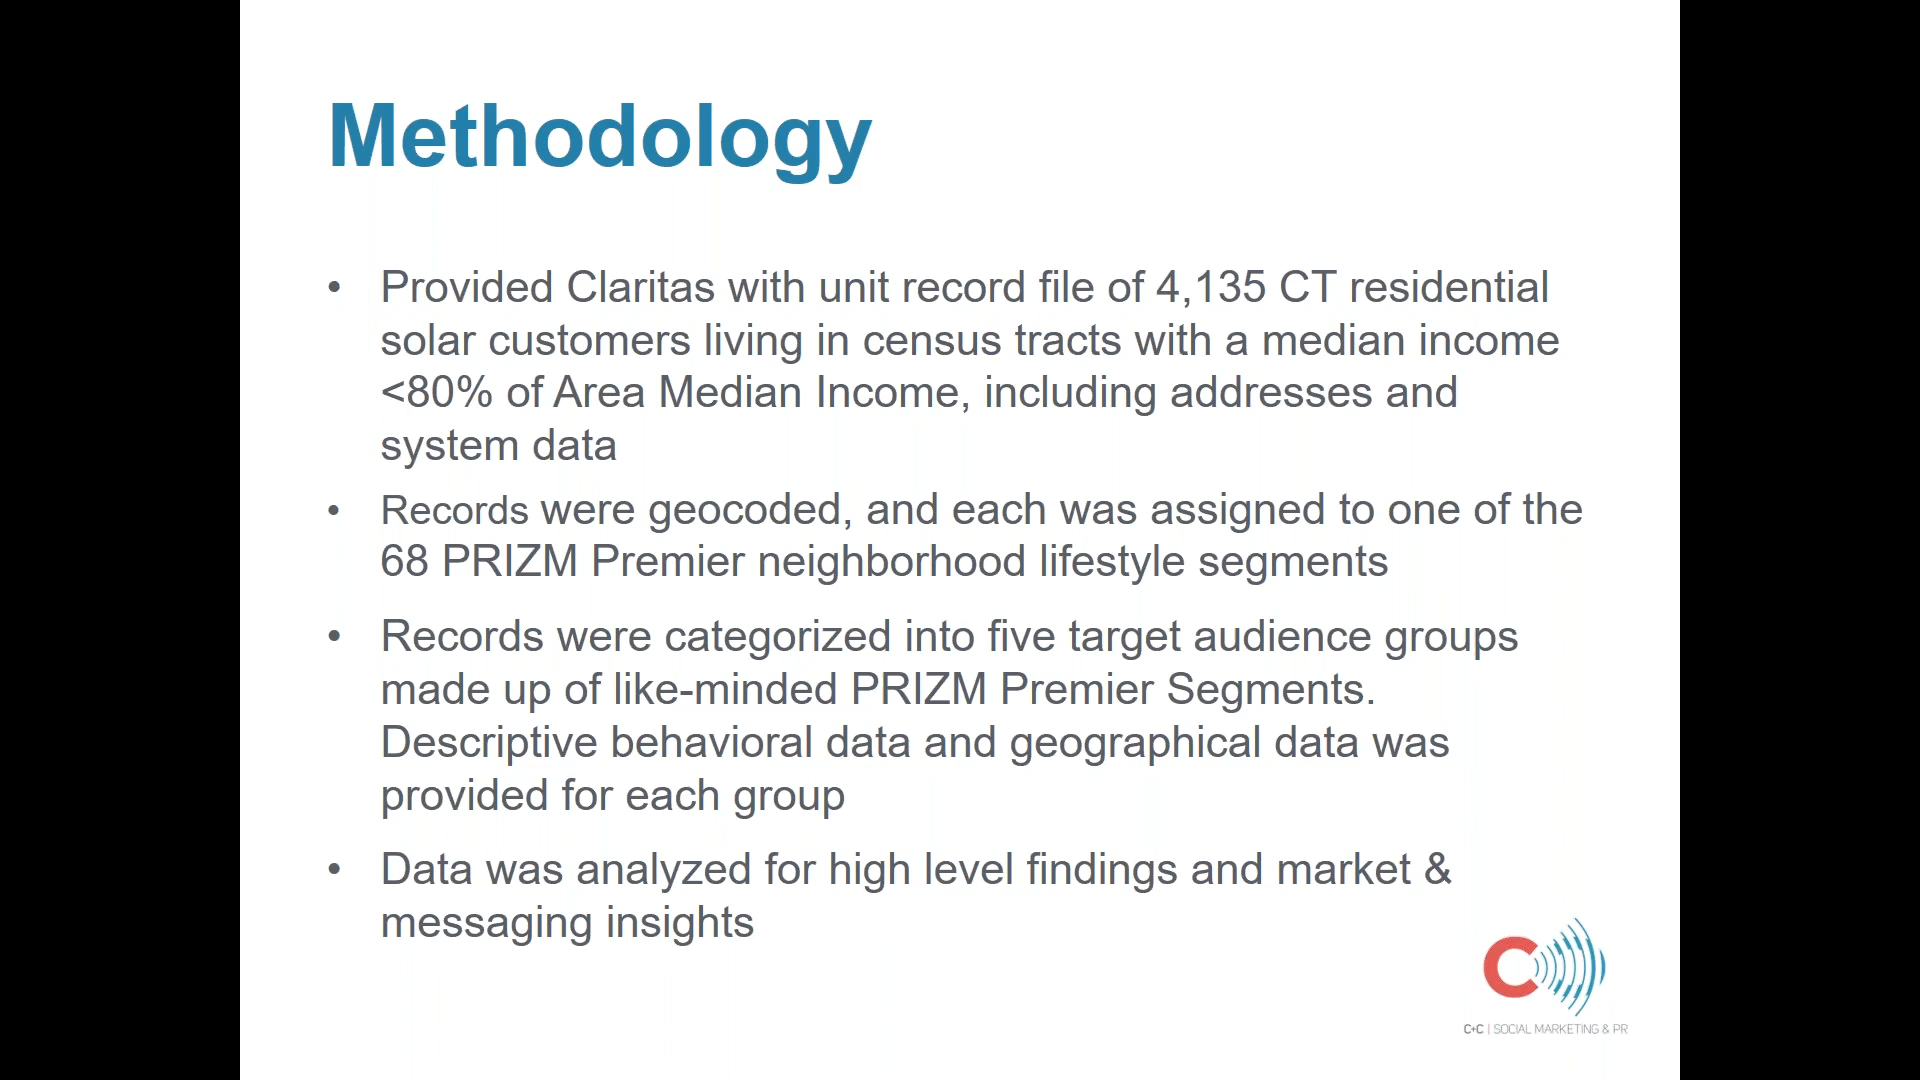 Methodology
• Provided Claritas with unit record file of 4,135 CT residential
solar customers living in census tracts with a median income
<80% of Area Median Income, including addresses and
system data
• Records were geocoded, and each was assigned to one of the
68 PRIZM Premier neighborhood lifestyle segments
• Records were categorized into five target audience groups
made up of like-minded PRIZM Premier Segments.
Descriptive behavioral data and geographical data was
provided for each group
• Data was analyzed for high level findings and market &
messaging insights
C+C | SOCIAL MARKETING & PR